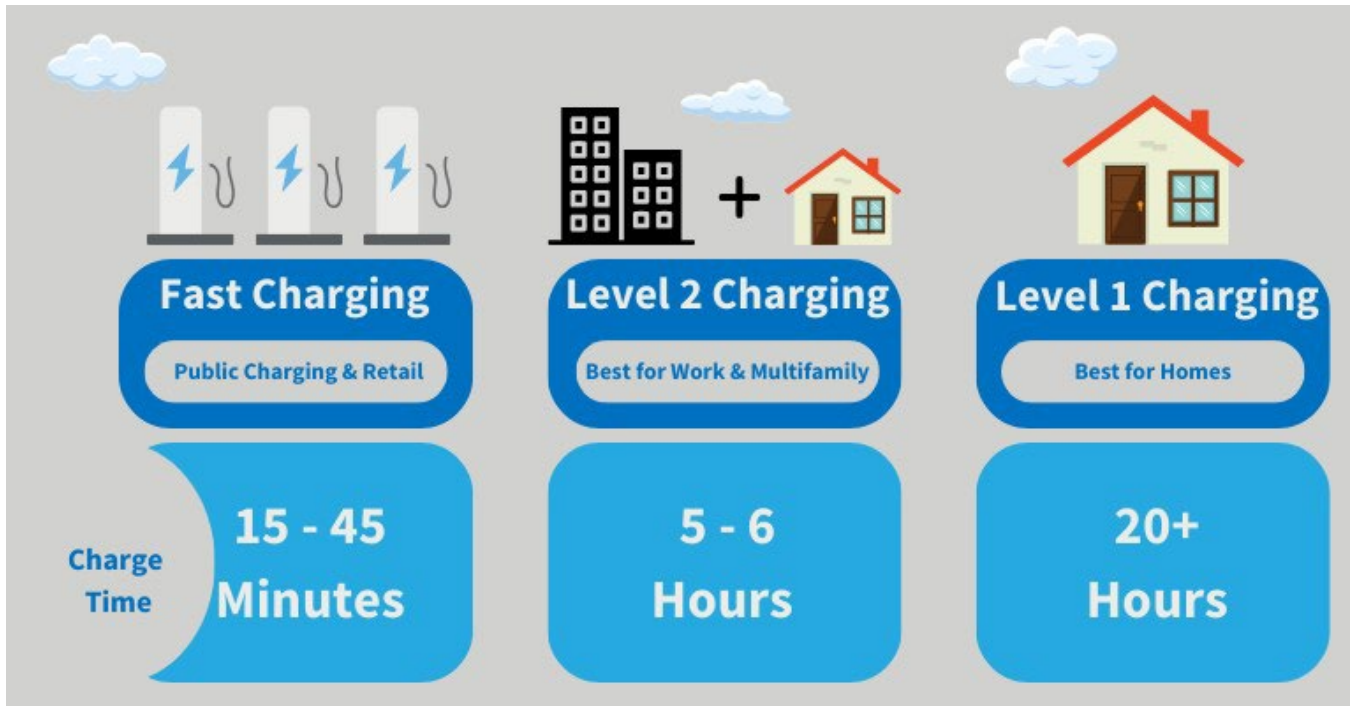 Fast Charging
Public Charging & Retail
Level 2 Charging
Best for Work & Multifamily
Level 1 Charging
Best for Homes
Charge
Time
15 - 45
Minutes
5 - 6
Hours
20+
Hours